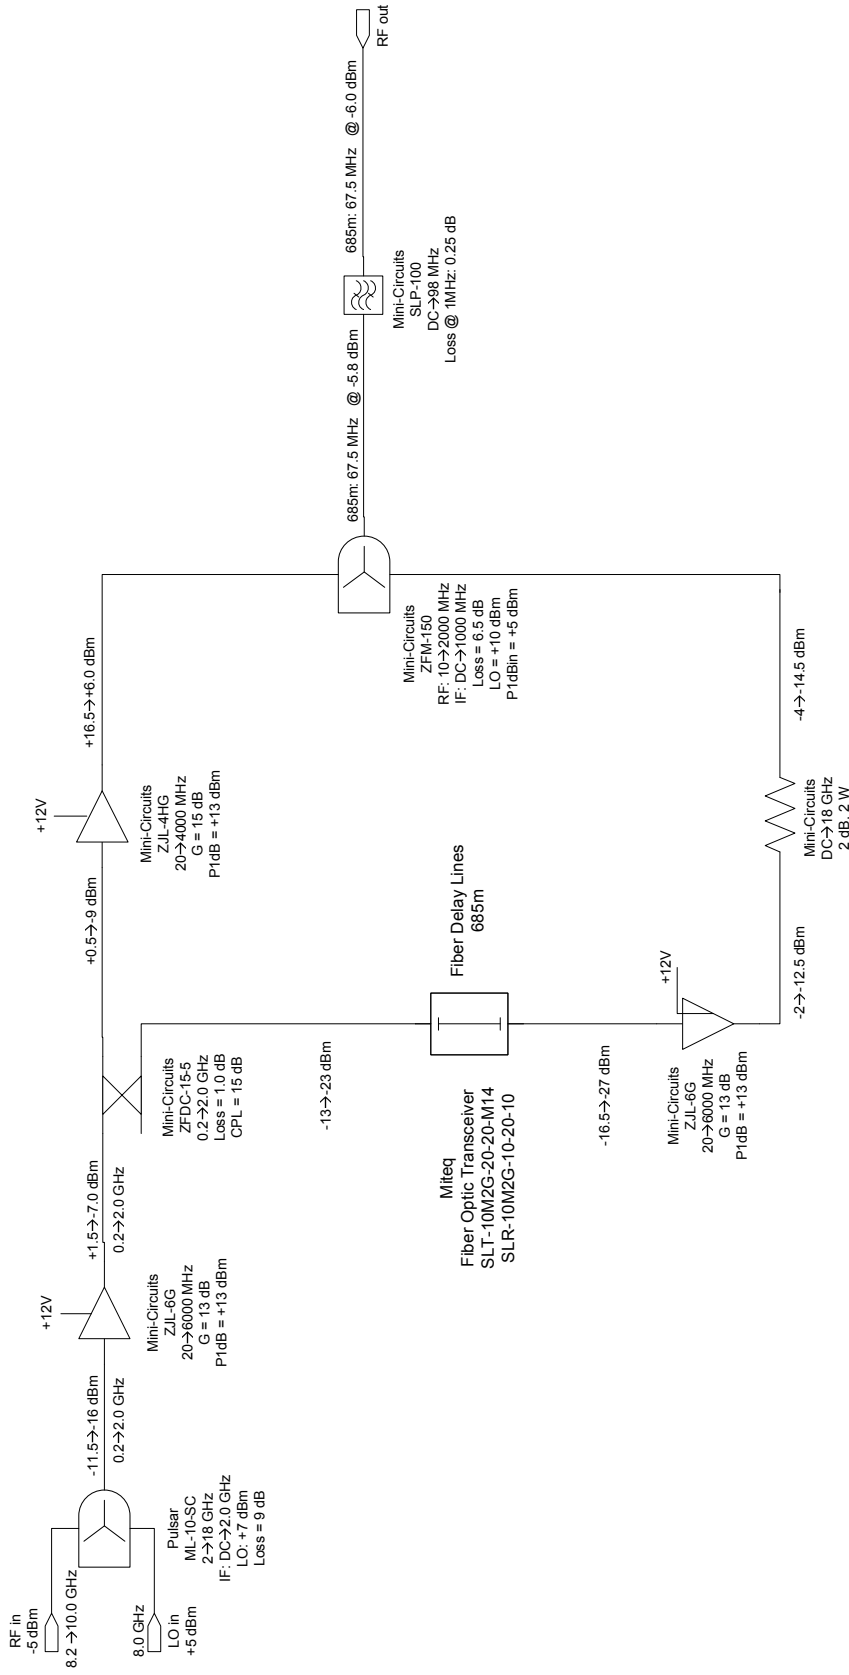 RF in
-5 dBm
8.2→10.0 GHz
8.0 GHz
LO in
+5 dBm
Pulsar
ML-10-SC
2→18 GHz
IF: DC→2.0 GHz
LO: +7 dBm
Loss = 9 dB
-11.5→-16 dBm
0.2→2.0 GHz
+12V
Mini-Circuits
ZJL-6G
20→6000 MHz
G = 13 dB
P1dB = +13 dBm
+1.5→-7.0 dBm
0.2→2.0 GHz
Mini-Circuits
ZFDC-15-5
0.2→2.0 GHz
Loss = 1.0 dB
CPL = 15 dB
+0.5→-9 dBm
+12V
Mini-Circuits
ZJL-4HG
20→4000 MHz
G = 15 dB
P1dB = +13 dBm
+16.5→+6.0 dBm
-13→-23 dBm
Miteq
Fiber Optic Transceiver
SLT-10M2G-20-20-M14
SLR-10M2G-10-20-10
Fiber Delay Lines
685m
-16.5→-27 dBm
+12V
Mini-Circuits
ZJL-6G
20→6000 MHz
G = 13 dB
P1dB = +13 dBm
-2→-12.5 dBm
Mini-Circuits
DC→18 GHz
2 dB, 2 W
-4→-14.5 dBm
Mini-Circuits
ZFM-150
RF: 10→2000 MHz
IF: DC→1000 MHz
Loss = 6.5 dB
LO = +10 dBm
P1dBin = +5 dBm
685m: 67.5 MHz @ -5.8 dBm
Mini-Circuits
SLP-100
DC→98 MHz
Loss @ 1MHz: 0.25 dB
685m: 67.5 MHz @ -6.0 dBm
RF out